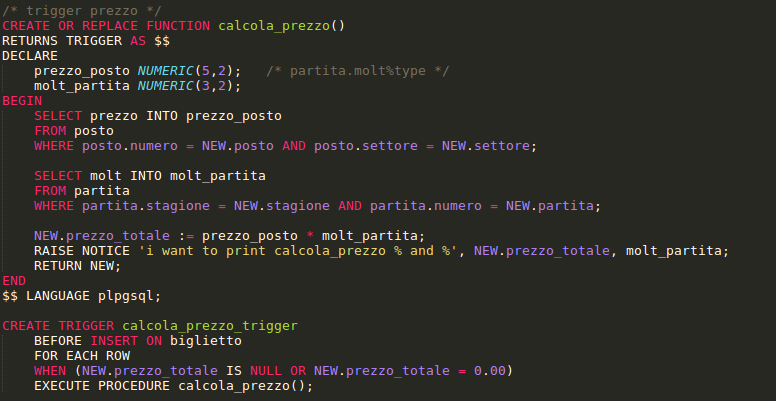 /* trigger prezzo */
CREATE OR REPLACE FUNCTION calcola_prezzo()
RETURNS TRIGGER AS $$
DECLARE
    prezzo_posto NUMERIC(5,2);   /* partita.molt%type */
    molt_partita NUMERIC(3,2);
BEGIN
    SELECT prezzo INTO prezzo_posto
    FROM posto
    WHERE posto.numero = NEW.posto AND posto.settore = NEW.settore;

    SELECT molt INTO molt_partita
    FROM partita
    WHERE partita.stagione = NEW.stagione AND partita.numero = NEW.partita;

    NEW.prezzo_totale := prezzo_posto * molt_partita;
    RAISE NOTICE 'i want to print calcola_prezzo % and %', NEW.prezzo_totale, molt_partita;
    RETURN NEW;
END
$$ LANGUAGE plpgsql;

CREATE TRIGGER calcola_prezzo_trigger
    BEFORE INSERT ON biglietto
    FOR EACH ROW
    WHEN (NEW.prezzo_totale IS NULL OR NEW.prezzo_totale = 0.00)
    EXECUTE PROCEDURE calcola_prezzo();